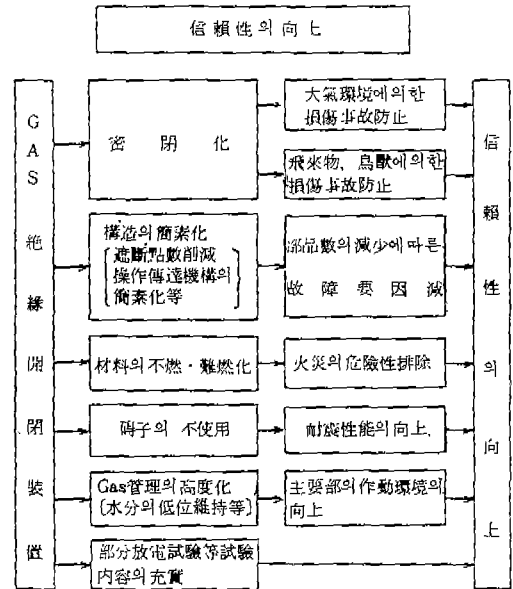 信賴性의向上
GAS絶緣開閉裝置
密閉化
大氣環境에의한
損傷事故防止
飛來物, 鳥獸에의한
損傷事故防止
構造의簡素化
遮斷點數削減
操作傳達機構의
簡素化等
部品數의減少에따른
故障要因減
材料의不燃·難燃化
火災의危險性排除
碍子의 不使用
耐震性能의向上.
Gas管理의高度化
(水分의低位維持等)
主要部의作動環境의
向上
部分放電試驗等試驗
內容의充實
信賴性의向上